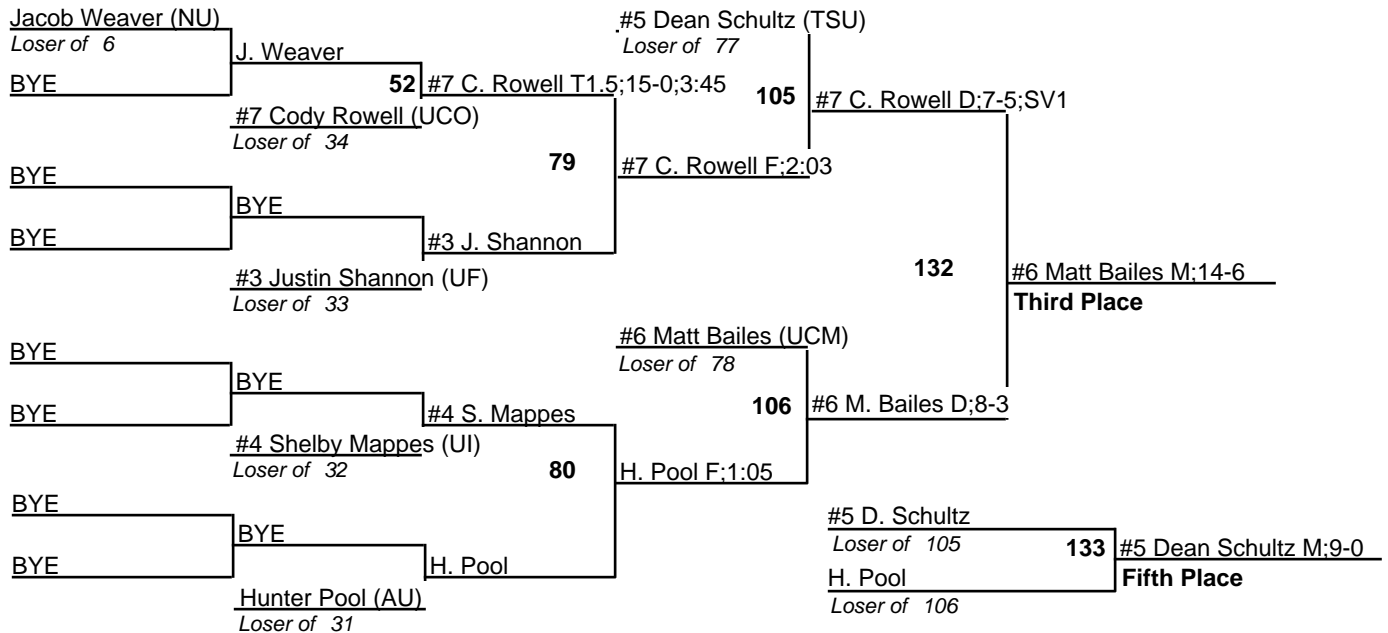 Jacob Weaver (NU)
Loser of 6
J. Weaver
BYE
52
#7 C. Rowell T1.5;15-0;3:45
#7 Cody Rowell (UCO)
Loser of 34
79
BYE
BYE
BYE
#3 J. Shannon
#3 Justin Shannon (UF)
Loser of 33
#5 Dean Schultz (TSU)
Loser of 77
105
#7 C. Rowell D;7-5;SV1
#7 C. Rowell F;2:03
132
#6 Matt Bailes M;14-6
Third Place
BYE
BYE
BYE
#4 S. Mappes
#4 Shelby Mappes (UI)
Loser of 32
80
#6 Matt Bailes (UCM)
Loser of 78
106
#6 M. Bailes D;8-3
H. Pool F;1:05
BYE
BYE
BYE
H. Pool
Hunter Pool (AU)
Loser of 31
#5 D. Schultz
Loser of 105
133
#5 Dean Schultz M;9-0
Fifth Place
H. Pool
Loser of 106